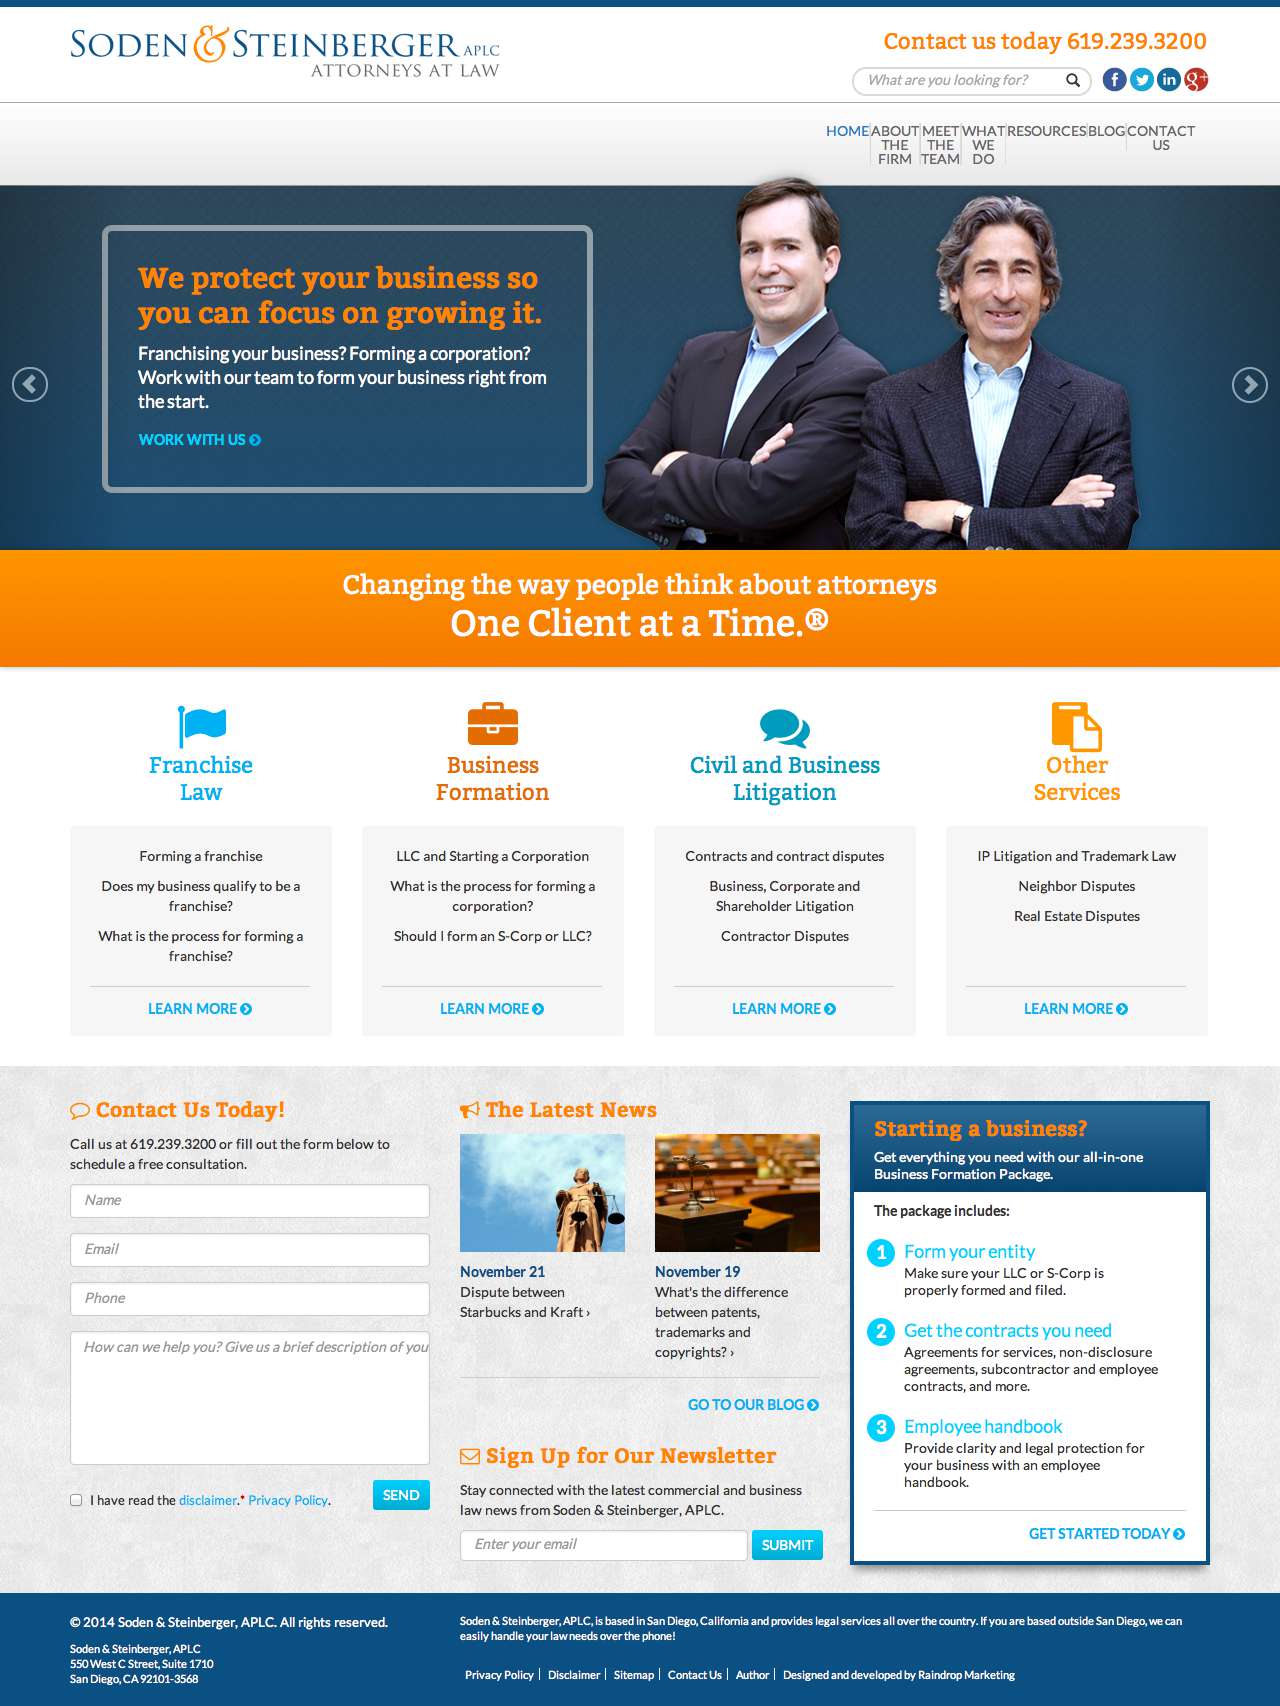 SODEN & STEINBERGER APLC
ATTORNEYS AT LAW
Contact us today 619.239.3200
What are you looking for?
HOME
ABOUT
THE
FIRM
MEET
THE
TEAM
WHAT
WE
DO
RESOURCES
BLOG
CONTACT
US
We protect your business so
you can focus on growing it.
Franchising your business? Forming a corporation?
Work with our team to form your business right from
the start.
WORK WITH US
Changing the way people think about attorneys
One Client at a Time.®
Franchise
Law
Forming a franchise
Does my business qualify to be a
franchise?
What is the process for forming a
franchise?
LEARN MORE
Business
Formation
LLC and Starting a Corporation
What is the process for forming a
corporation?
Should I form an S-Corp or LLC?
LEARN MORE
Civil and Business
Litigation
Contracts and contract disputes
Business, Corporate and
Shareholder Litigation
Contractor Disputes
LEARN MORE
Other
Services
IP Litigation and Trademark Law
Neighbor Disputes
Real Estate Disputes
LEARN MORE
Contact Us Today!
Call us at 619.239.3200 or fill out the form below to
schedule a free consultation.
Name
Email
Phone
How can we help you? Give us a brief description of you
I have read the disclaimer.* Privacy Policy.
SEND
The Latest News
November 21
Dispute between
Starbucks and Kraft ›
November 19
What's the difference
between patents,
trademarks and
copyrights? ›
GO TO OUR BLOG
Sign Up for Our Newsletter
Stay connected with the latest commercial and business
law news from Soden & Steinberger, APLC.
Enter your email
SUBMIT
Starting a business?
Get everything you need with our all-in-one
Business Formation Package.
The package includes:
1 Form your entity
Make sure your LLC or S-Corp is
properly formed and filed.
2 Get the contracts you need
Agreements for services, non-disclosure
agreements, subcontractor and employee
contracts, and more.
3 Employee handbook
Provide clarity and legal protection for
your business with an employee
handbook.
GET STARTED TODAY
© 2014 Soden & Steinberger, APLC. All rights reserved.
Soden & Steinberger, APLC
550 West C Street, Suite 1710
San Diego, CA 92101-3568
Soden & Steinberger, APLC, is based in San Diego, California and provides legal services all over the country. If you are based outside San Diego, we can
easily handle your law needs over the phone!
Privacy Policy | Disclaimer | Sitemap | Contact Us | Author | Designed and developed by Raindrop Marketing